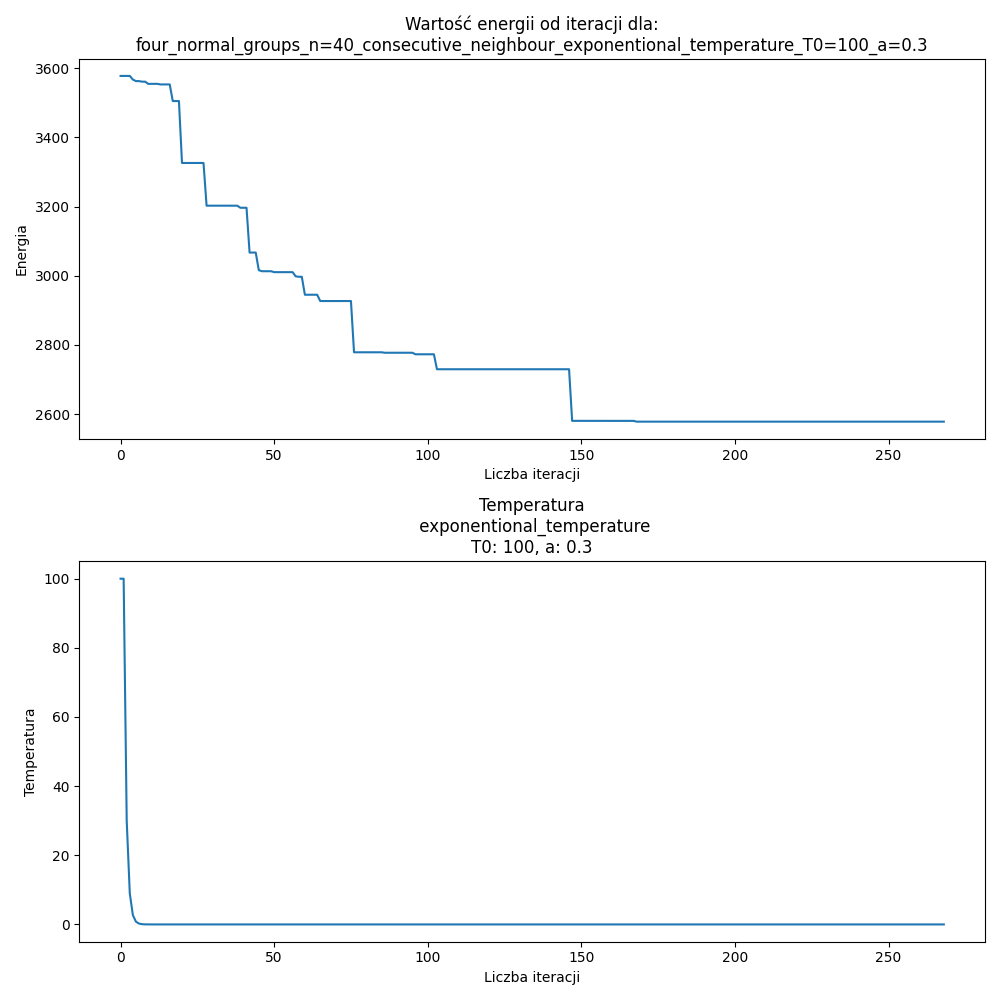 Wartość energii od iteracji dla:
four_normal_groups_n=40_consecutive_neighbour_exponentional_temperature_T0=100_a=0.3
3600
3400
3200
3000
2800
2600
Energia
0 50 100 150 200 250
Liczba iteracji
Temperatura
exponentional_temperature
T0: 100, a: 0.3
100
80
60
40
20
0
Temperatura
0 50 100 150 200 250
Liczba iteracji